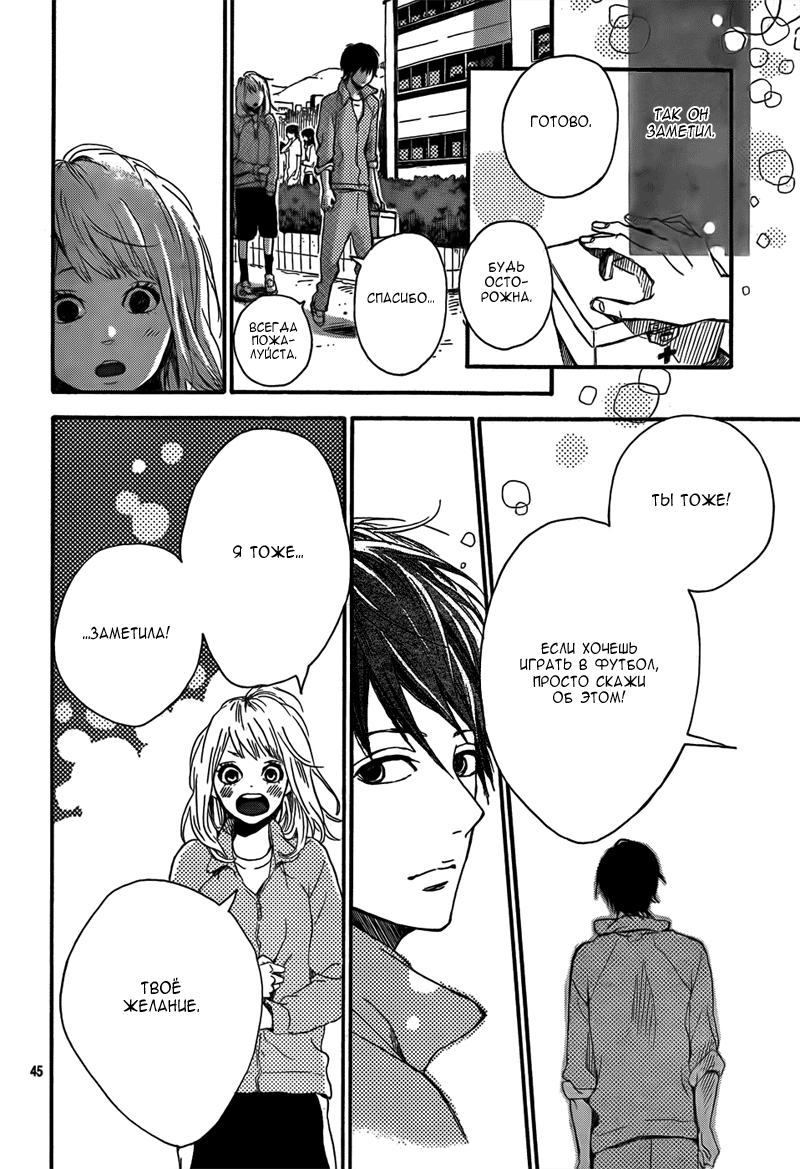 ТАК ОН
ЗАМЕТИЛ.
ГОТОВО.
БУДЬ
ОСТО-
РОЖНА.
СПАСИБО...
ВСЕГДА
ПОЖА-
ЛУЙСТА.
ТЫ ТОЖЕ!
ЕСЛИ ХОЧЕШЬ
ИГРАТЬ В ФУТБОЛ,
ПРОСТО СКАЖИ
ОБ ЭТОМ!
Я ТОЖЕ...
...ЗАМЕТИЛА!
ТВОЁ
ЖЕЛАНИЕ.
45